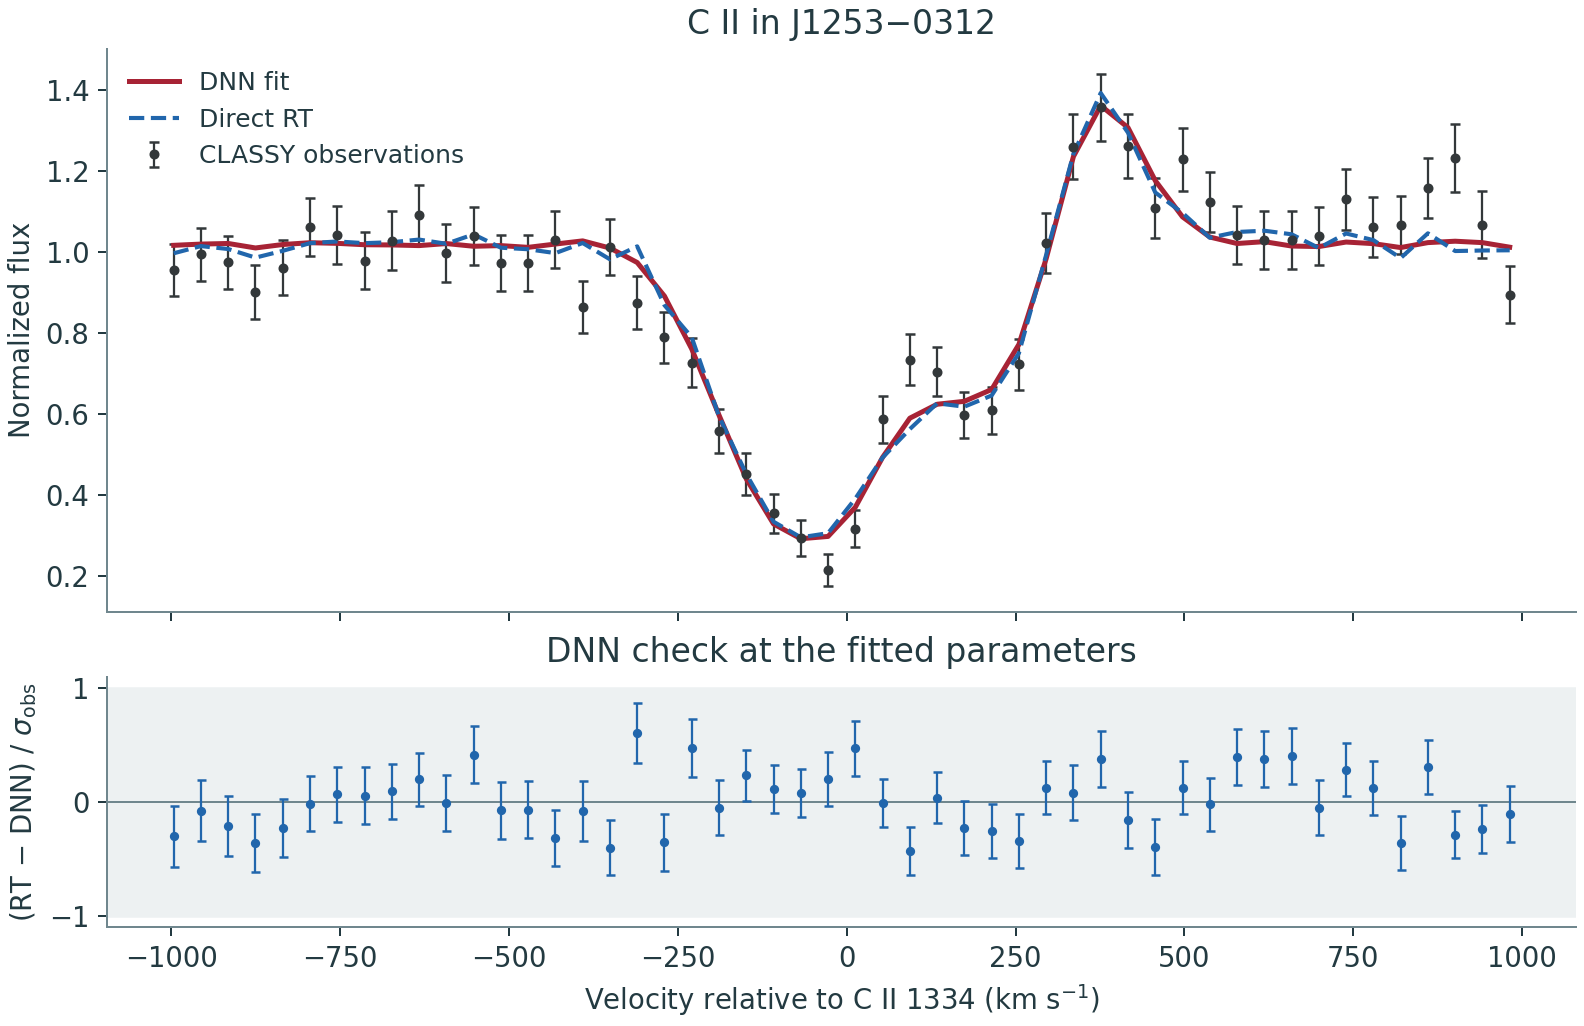 C II in J1253−0312
DNN fit
Direct RT
CLASSY observations
Normalized flux
1.4
1.2
1.0
0.8
0.6
0.4
0.2
DNN check at the fitted parameters
(RT − DNN) / σobs
1
0
−1
−1000 −750 −500 −250 0 250 500 750 1000
Velocity relative to C II 1334 (km s⁻¹)